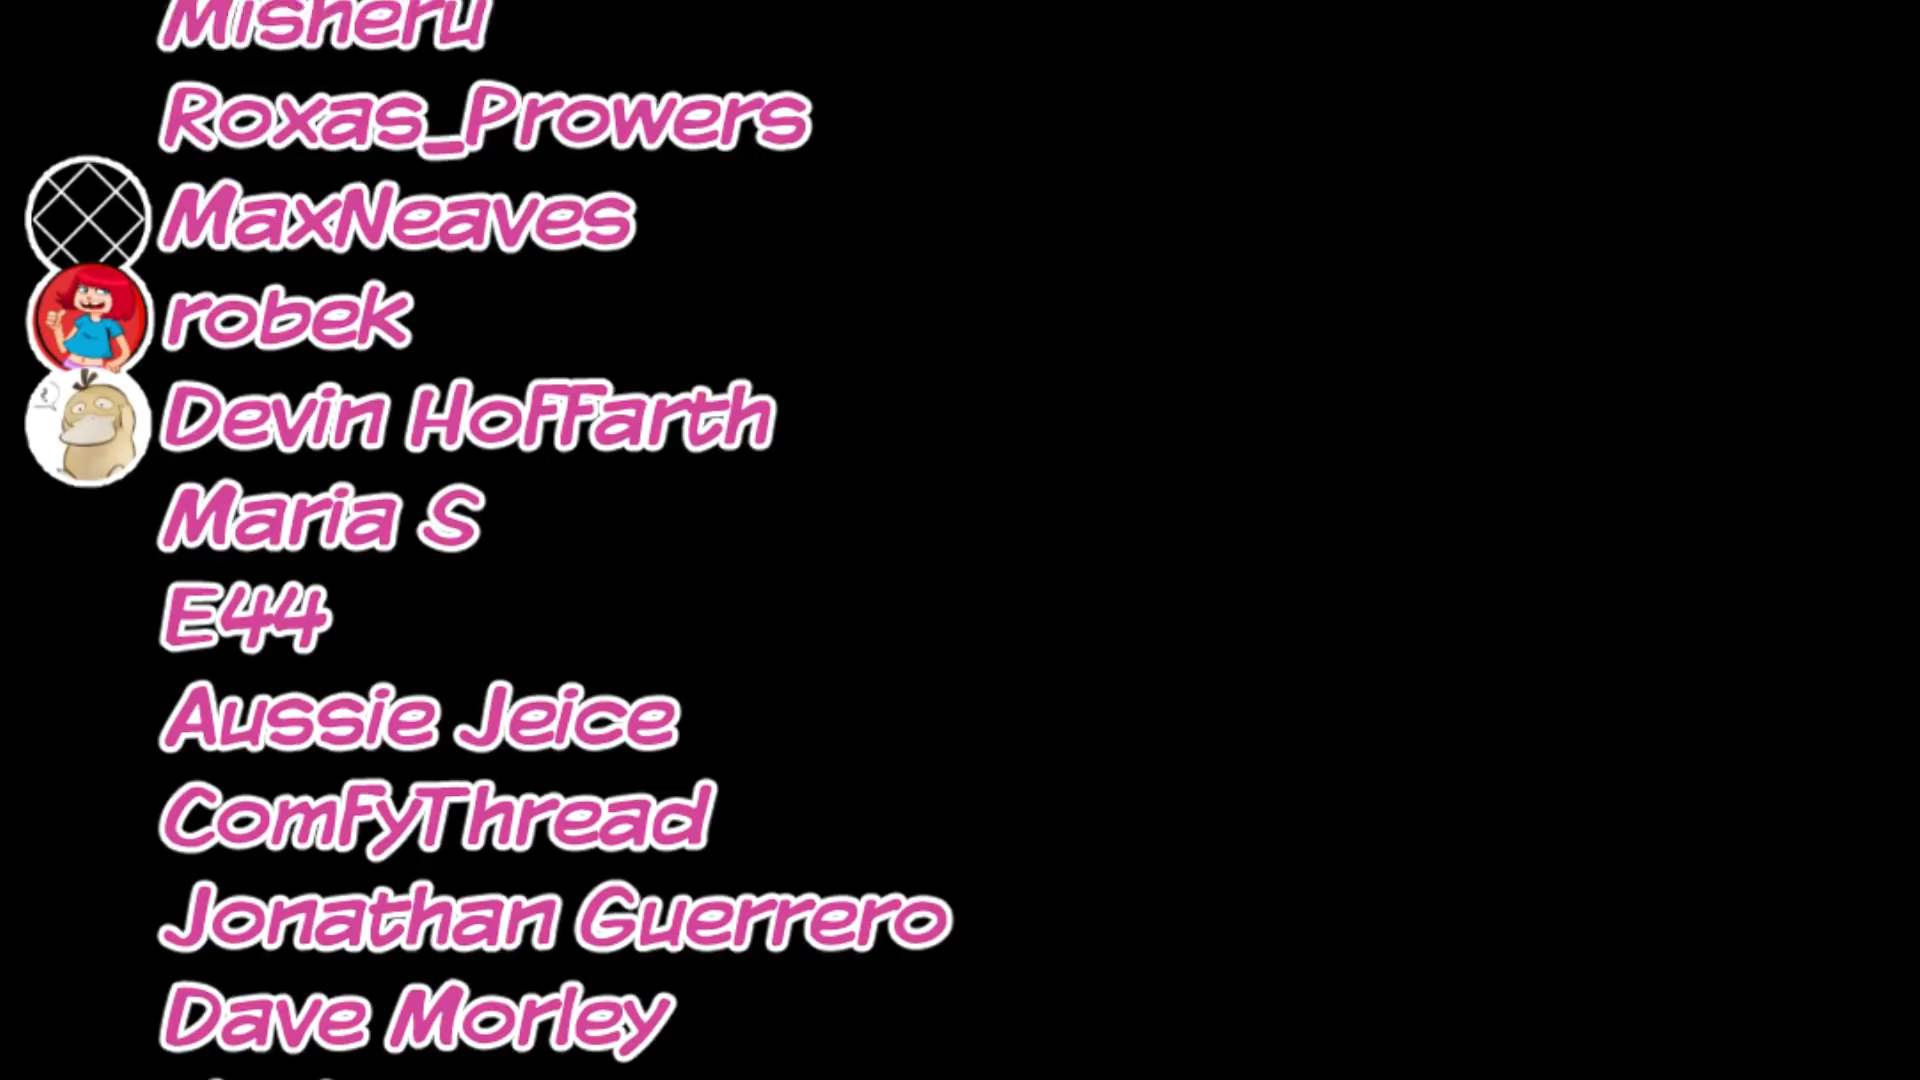 Misheru
Roxas_Prowers
MaxNeaves
robek
Devin Hoffarth
Maria S
E44
Aussie Jeice
ComfyThread
Jonathan Guerrero
Dave Morley